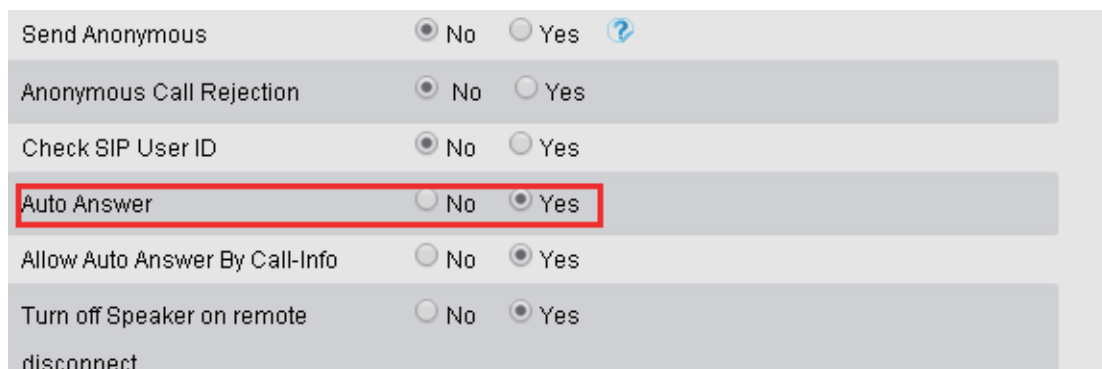 Send Anonymous No Yes ?
Anonymous Call Rejection No Yes
Check SIP User ID No Yes
Auto Answer No Yes
Allow Auto Answer By Call-Info No Yes
Turn off Speaker on remote No Yes
disconnect